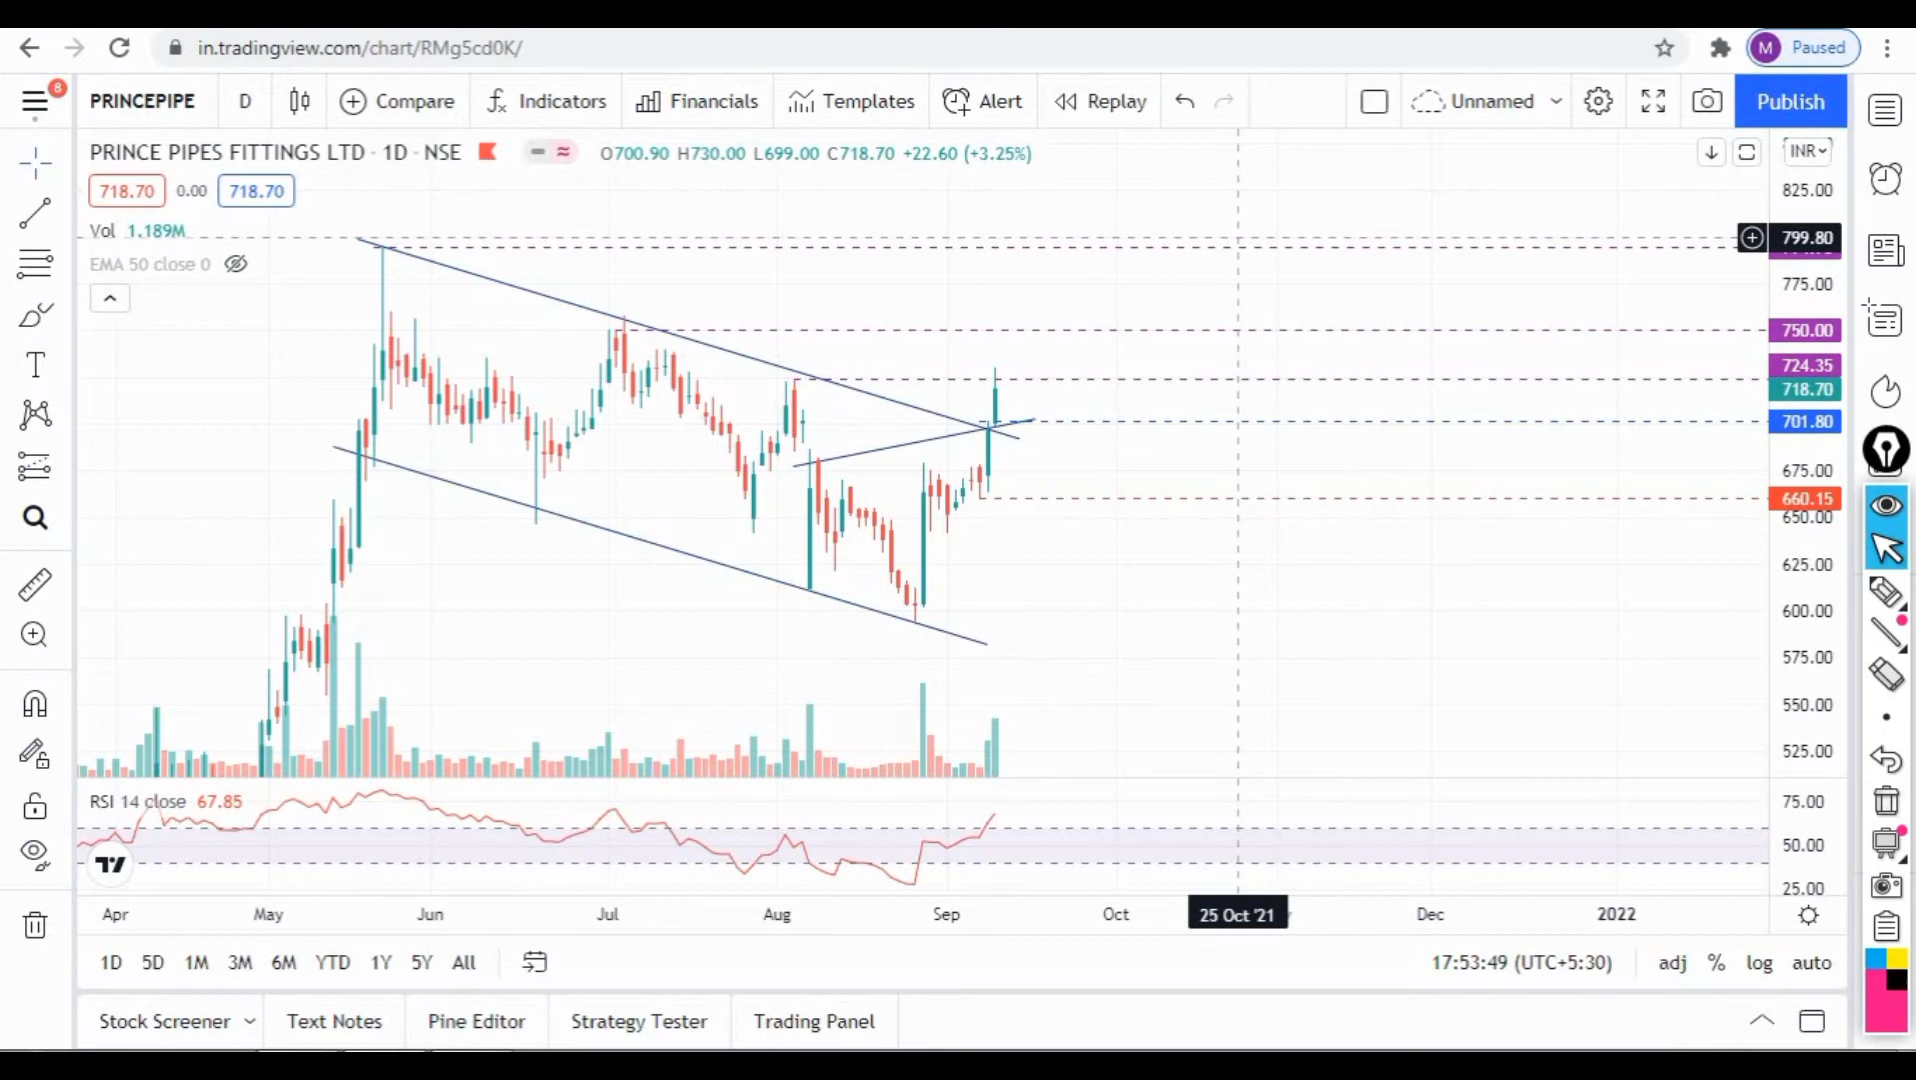 in.tradingview.com/chart/RMg5cd0K/
M Paused
8
PRINCEPIPE D Compare Indicators Financials Templates Alert Replay Unnamed Publish
PRINCE PIPES FITTINGS LTD · 1D · NSE O700.90 H730.00 L699.00 C718.70 +22.60 (+3.25%)
INR
718.70 0.00 718.70
825.00
Vol 1.189M
799.80
EMA 50 close 0
775.00
750.00
724.35
718.70
701.80
675.00
660.15
650.00
625.00
600.00
575.00
550.00
525.00
RSI 14 close 67.85
75.00
50.00
25.00
Apr May Jun Jul Aug Sep Oct 25 Oct '21 Dec 2022
1D 5D 1M 3M 6M YTD 1Y 5Y All 17:53:49 (UTC+5:30) adj % log auto
Stock Screener Text Notes Pine Editor Strategy Tester Trading Panel